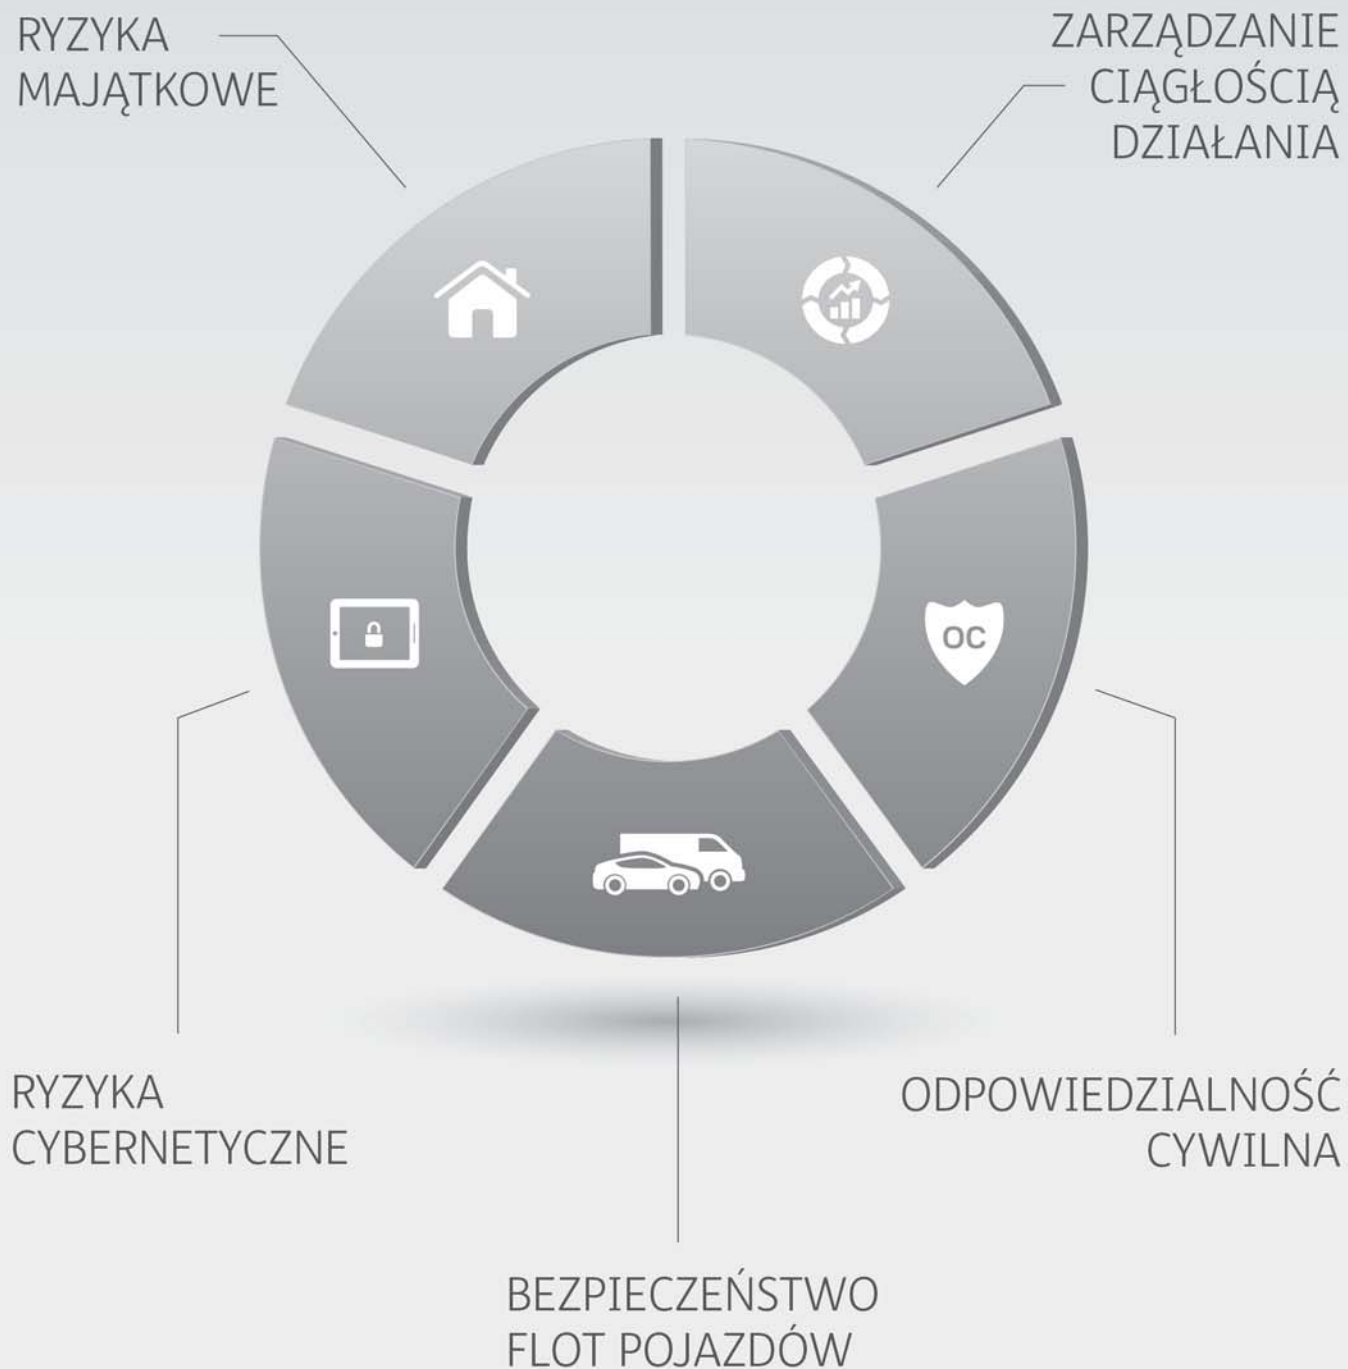 RYZYKA
MAJĄTKOWE
ZARZĄDZANIE
CIĄGŁOŚCIĄ
DZIAŁANIA
OC
RYZYKA
CYBERNETYCZNE
ODPOWIEDZIALNOŚĆ
CYWILNA
BEZPIECZEŃSTWO
FLOT POJAZDÓW